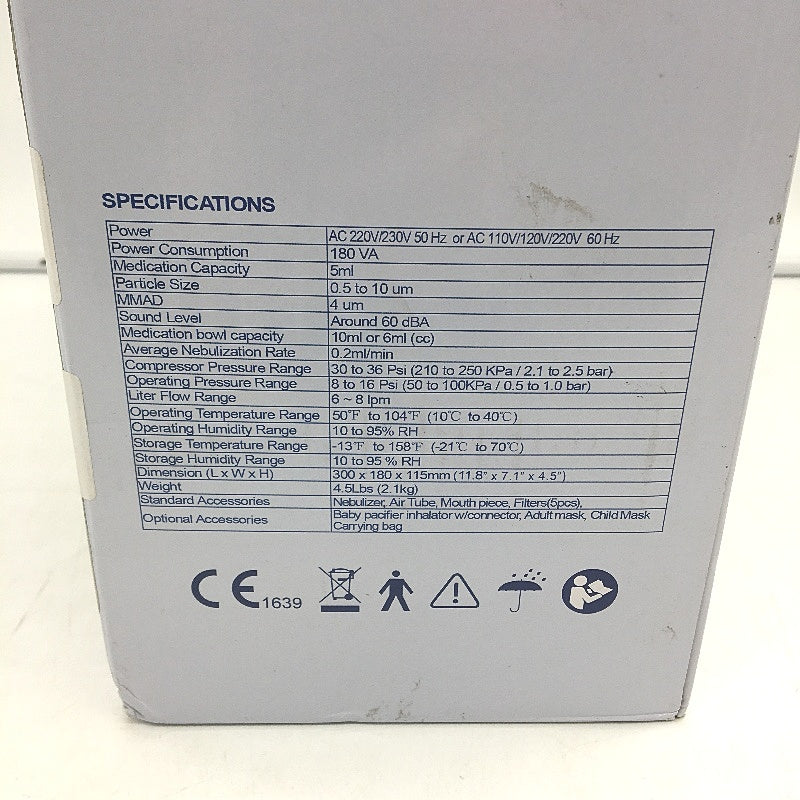 SPECIFICATIONS
Power AC 220V/230V 50 Hz or AC 110V/120V/220V 60 Hz
Power Consumption 180 VA
Medication Capacity 5ml
Particle Size 0.5 to 10 um
MMAD 4 um
Sound Level Around 60 dBA
Medication bowl capacity 10ml or 6ml (cc)
Average Nebulization Rate 0.2ml/min
Compressor Pressure Range 30 to 36 Psi (210 to 250 KPa / 2.1 to 2.5 bar)
Operating Pressure Range 8 to 16 Psi (50 to 100KPa / 0.5 to 1.0 bar)
Liter Flow Range 6 ~ 8 lpm
Operating Temperature Range 50℉ to 104℉ (10℃ to 40℃)
Operating Humidity Range 10 to 95% RH
Storage Temperature Range -13℉ to 158℉ (-21℃ to 70℃)
Storage Humidity Range 10 to 95 % RH
Dimension (L x W x H) 300 x 180 x 115mm (11.8" x 7.1" x 4.5")
Weight 4.5Lbs (2.1kg)
Standard Accessories Nebulizer, Air Tube, Mouth piece, Filters(5pcs),
Optional Accessories Baby pacifier inhalator w/connector, Adult mask, Child Mask
Carrying bag
CE 1639